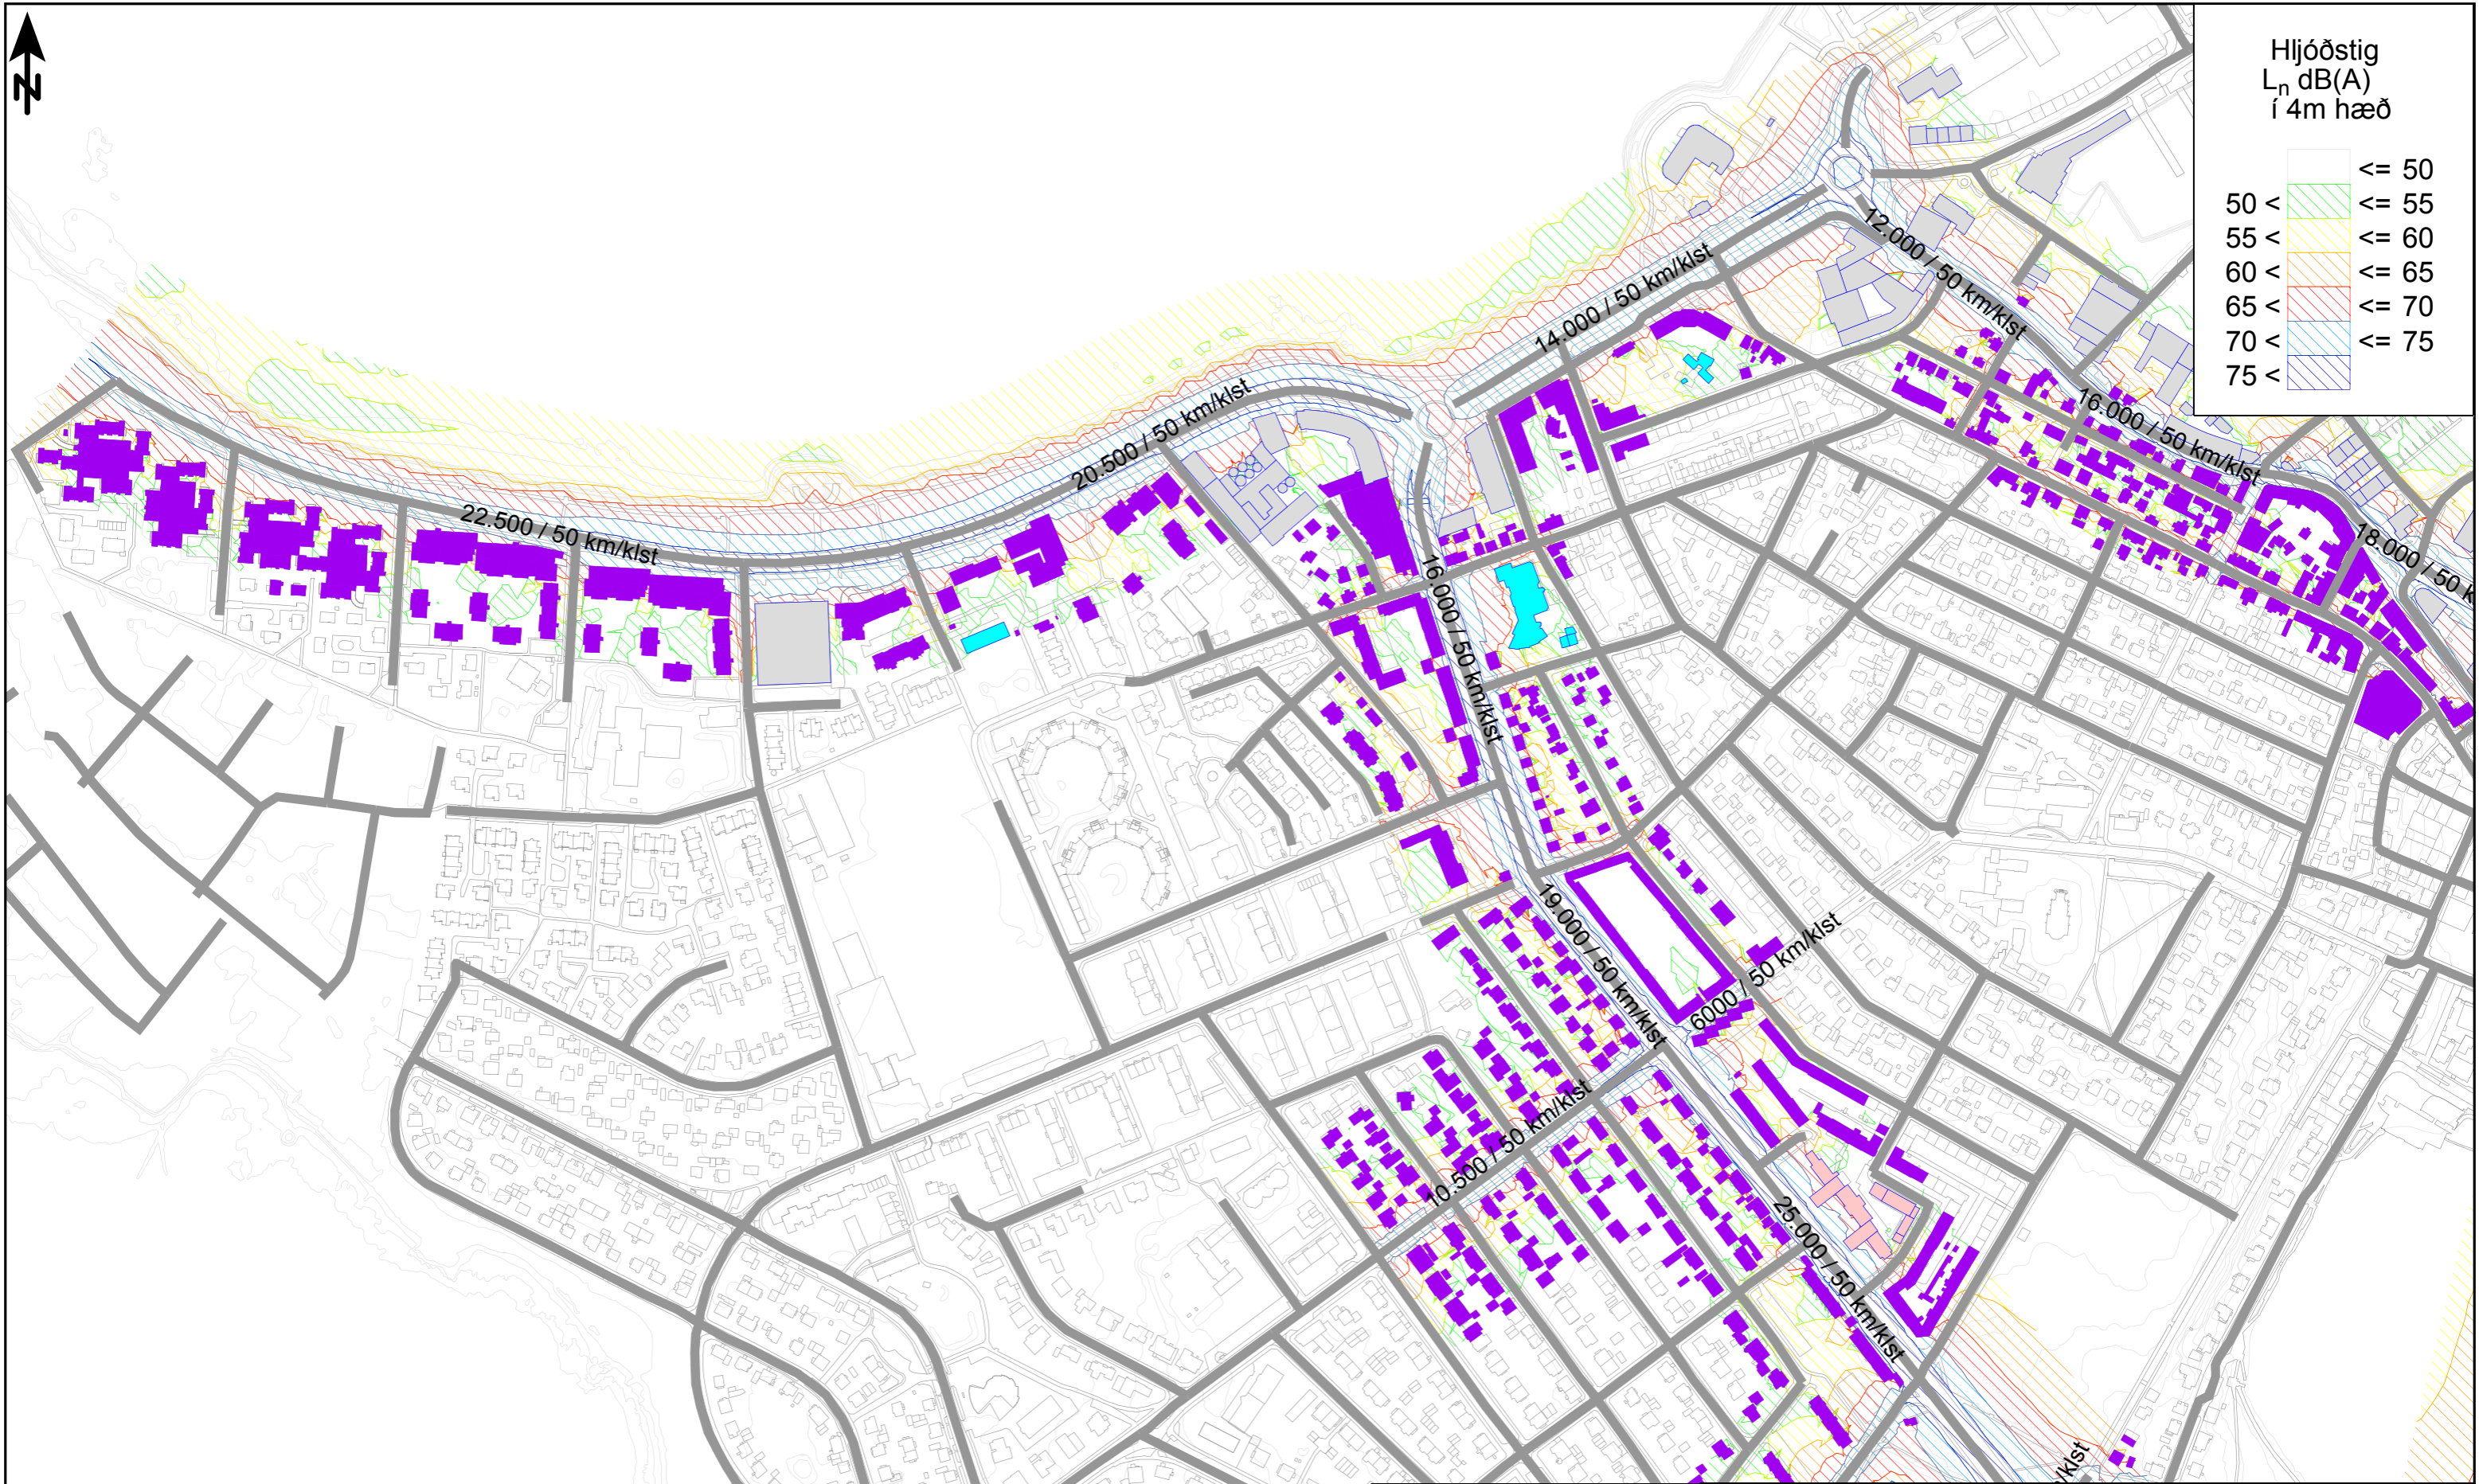 N
Hljóðstig
Ln dB(A)
í 4m hæð
<= 50
50 < <= 55
55 < <= 60
60 < <= 65
65 < <= 70
70 < <= 75
75 <
12.000 / 50 km/klst
14.000 / 50 km/klst
16.000 / 50 km/klst
20.500 / 50 km/klst
22.500 / 50 km/klst
18.000 / 50 k
16.000 / 50 km/klst
19.000 / 50 km/klst
6000 / 50 km/klst
10.500 / 50 km/klst
25.000 / 50 km/klst
/klst